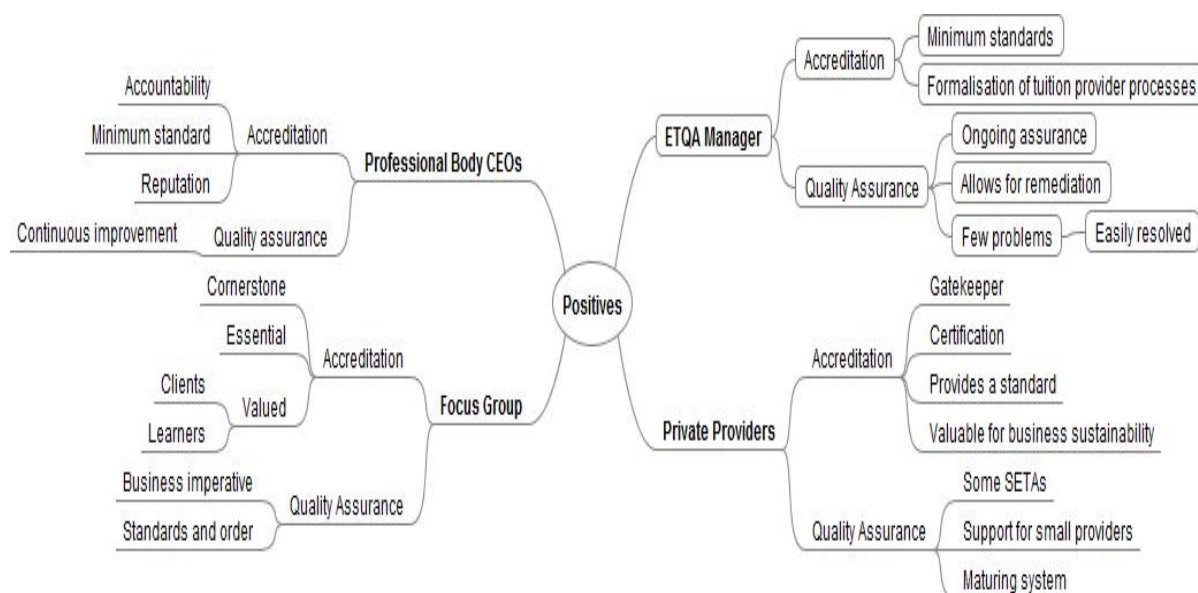 Positives
Professional Body CEOs
Accreditation
Accountability
Minimum standard
Reputation
Quality assurance
Continuous improvement
Focus Group
Accreditation
Cornerstone
Essential
Valued
Clients
Learners
Quality Assurance
Business imperative
Standards and order
ETQA Manager
Accreditation
Minimum standards
Formalisation of tuition provider processes
Quality Assurance
Ongoing assurance
Allows for remediation
Few problems
Easily resolved
Private Providers
Accreditation
Gatekeeper
Certification
Provides a standard
Valuable for business sustainability
Quality Assurance
Some SETAs
Support for small providers
Maturing system